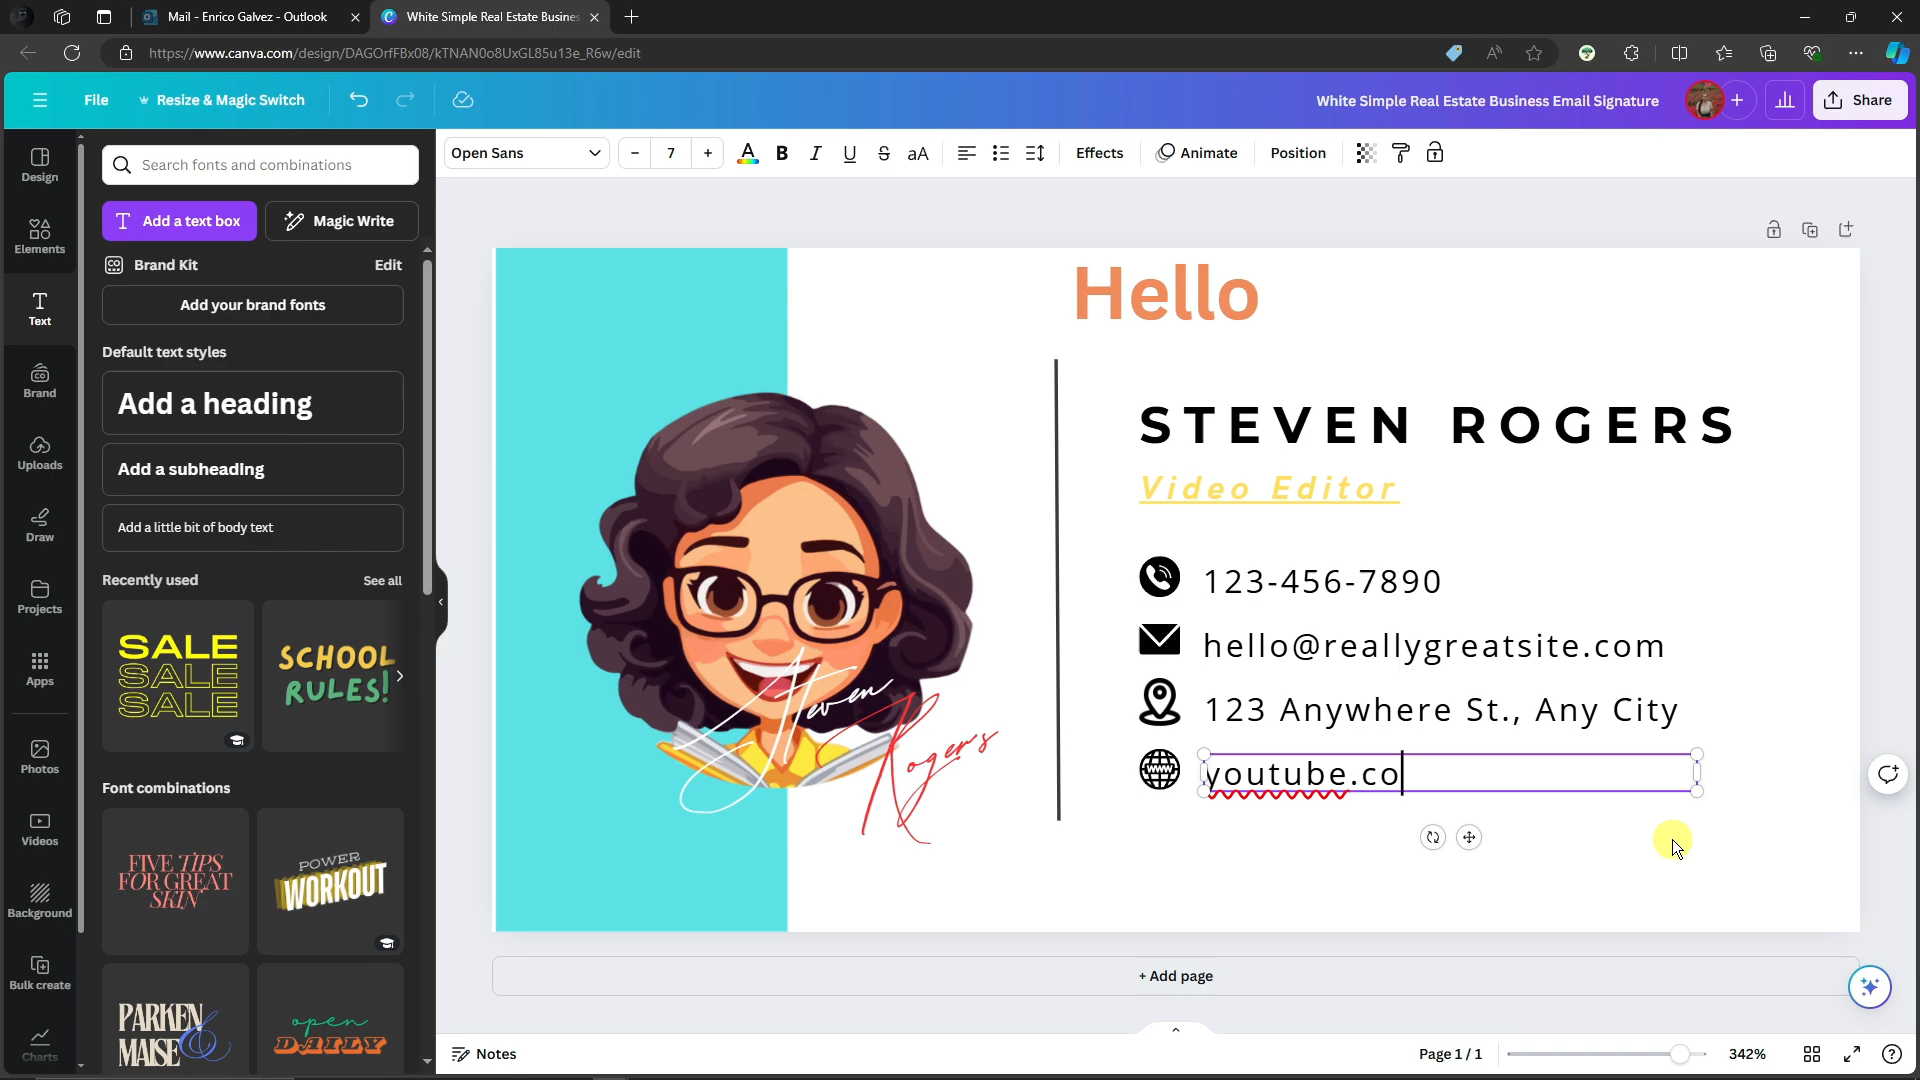 Mail - Enrico Galvez - Outlook
White Simple Real Estate Busines
https://www.canva.com/design/DAGOrfFBx08/kTNAN0o8UxGL85u13e_R6w/edit
File
Resize & Magic Switch
White Simple Real Estate Business Email Signature
Share
Open Sans
7
A
B
I
U
S
aA
Effects
Animate
Position
Design
Elements
Text
Brand
Uploads
Draw
Projects
Apps
Photos
Videos
Background
Bulk create
Charts
Search fonts and combinations
Add a text box
Magic Write
Brand Kit
Edit
Add your brand fonts
Default text styles
Add a heading
Add a subheading
Add a little bit of body text
Recently used
See all
SALE
SALE
SALE
SCHOOL
RULES!
Font combinations
FIVE TIPS
FOR GREAT
SKIN
POWER
WORKOUT
PARKEN
&
MAISE
open
DAILY
Hello
STEVEN ROGERS
Video Editor
123-456-7890
hello@reallygreatsite.com
123 Anywhere St., Any City
youtube.co
Steven
Rogers
WWW
+ Add page
Notes
Page 1 / 1
342%